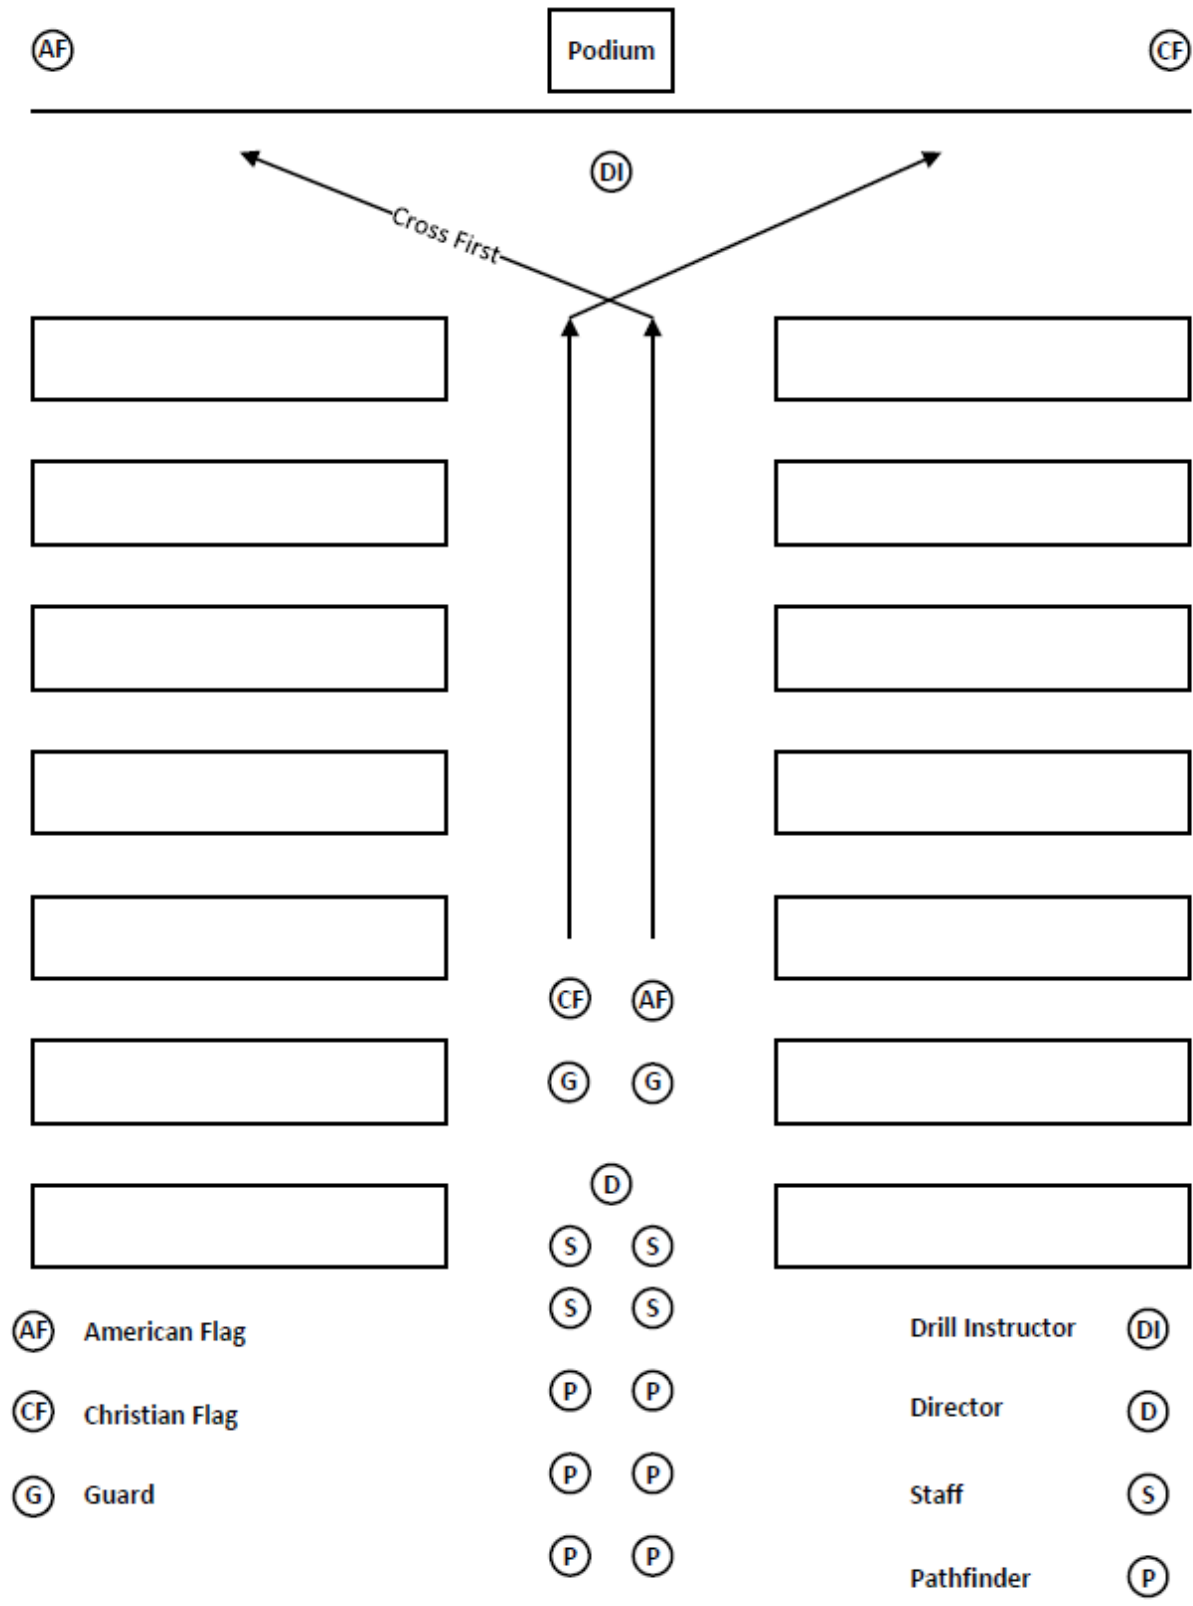 AF Podium CF
DI
Cross First
CF AF
G G
D
S S
S S
P P
P P
P P
AF American Flag
CF Christian Flag
G Guard
Drill Instructor DI
Director D
Staff S
Pathfinder P